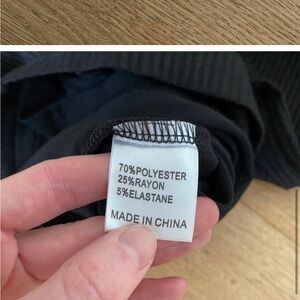 70%POLYESTER
25%RAYON
5%ELASTANE
MADE IN CHINA